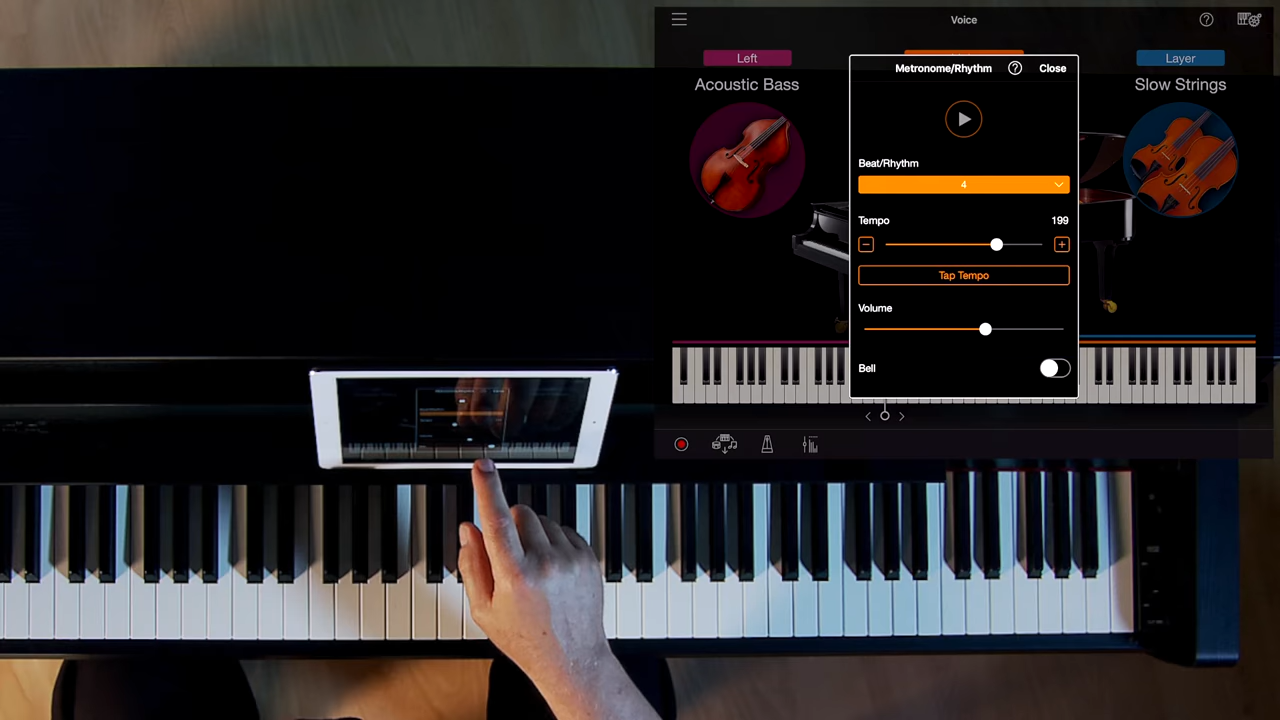 Voice
Left
Layer
Acoustic Bass
Slow Strings
Metronome/Rhythm
Close
Beat/Rhythm
4
Tempo
199
Tap Tempo
Volume
Bell